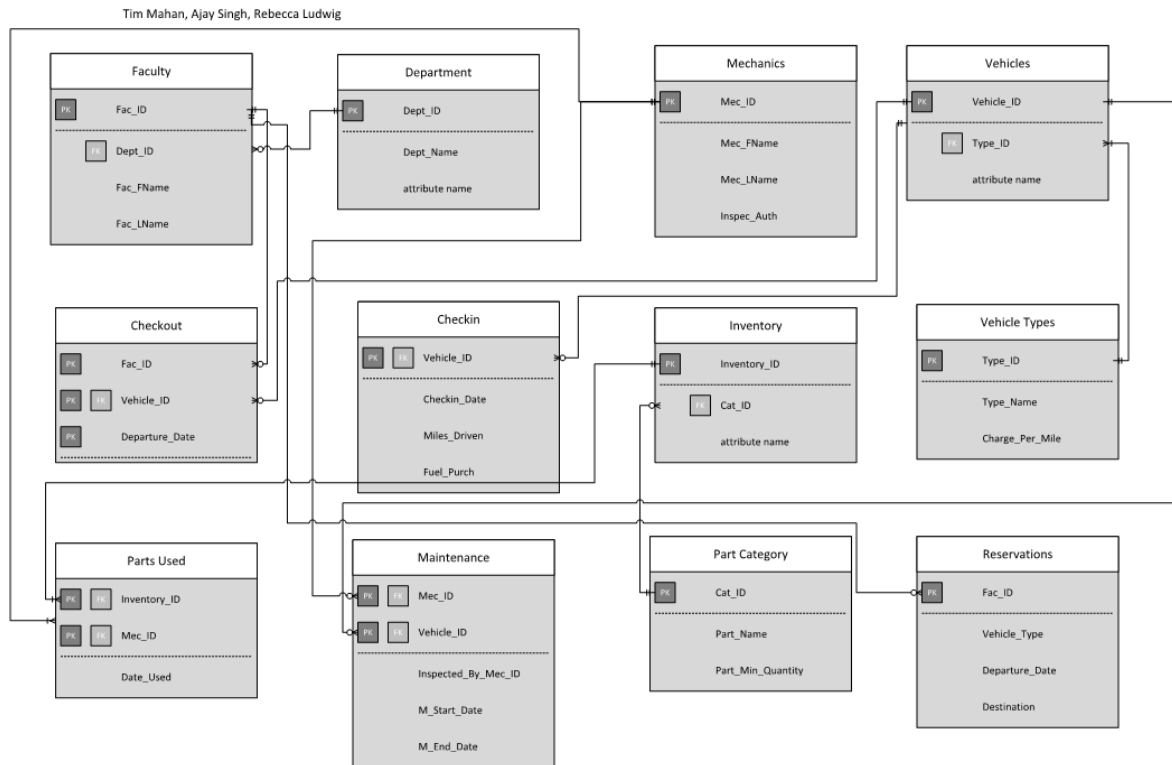 Tim Mahan, Ajay Singh, Rebecca Ludwig
Faculty
PK Fac_ID
FK Dept_ID
Fac_FName
Fac_LName
Department
PK Dept_ID
Dept_Name
attribute name
Mechanics
PK Mec_ID
Mec_FName
Mec_LName
Inspec_Auth
Vehicles
PK Vehicle_ID
FK Type_ID
attribute name
Checkout
PK Fac_ID
PK FK Vehicle_ID
PK Departure_Date
Checkin
PK FK Vehicle_ID
Checkin_Date
Miles_Driven
Fuel_Purch
Inventory
PK Inventory_ID
FK Cat_ID
attribute name
Vehicle Types
PK Type_ID
Type_Name
Charge_Per_Mile
Parts Used
PK FK Inventory_ID
PK FK Mec_ID
Date_Used
Maintenance
PK FK Mec_ID
PK FK Vehicle_ID
Inspected_By_Mec_ID
M_Start_Date
M_End_Date
Part Category
PK Cat_ID
Part_Name
Part_Min_Quantity
Reservations
PK Fac_ID
Vehicle_Type
Departure_Date
Destination